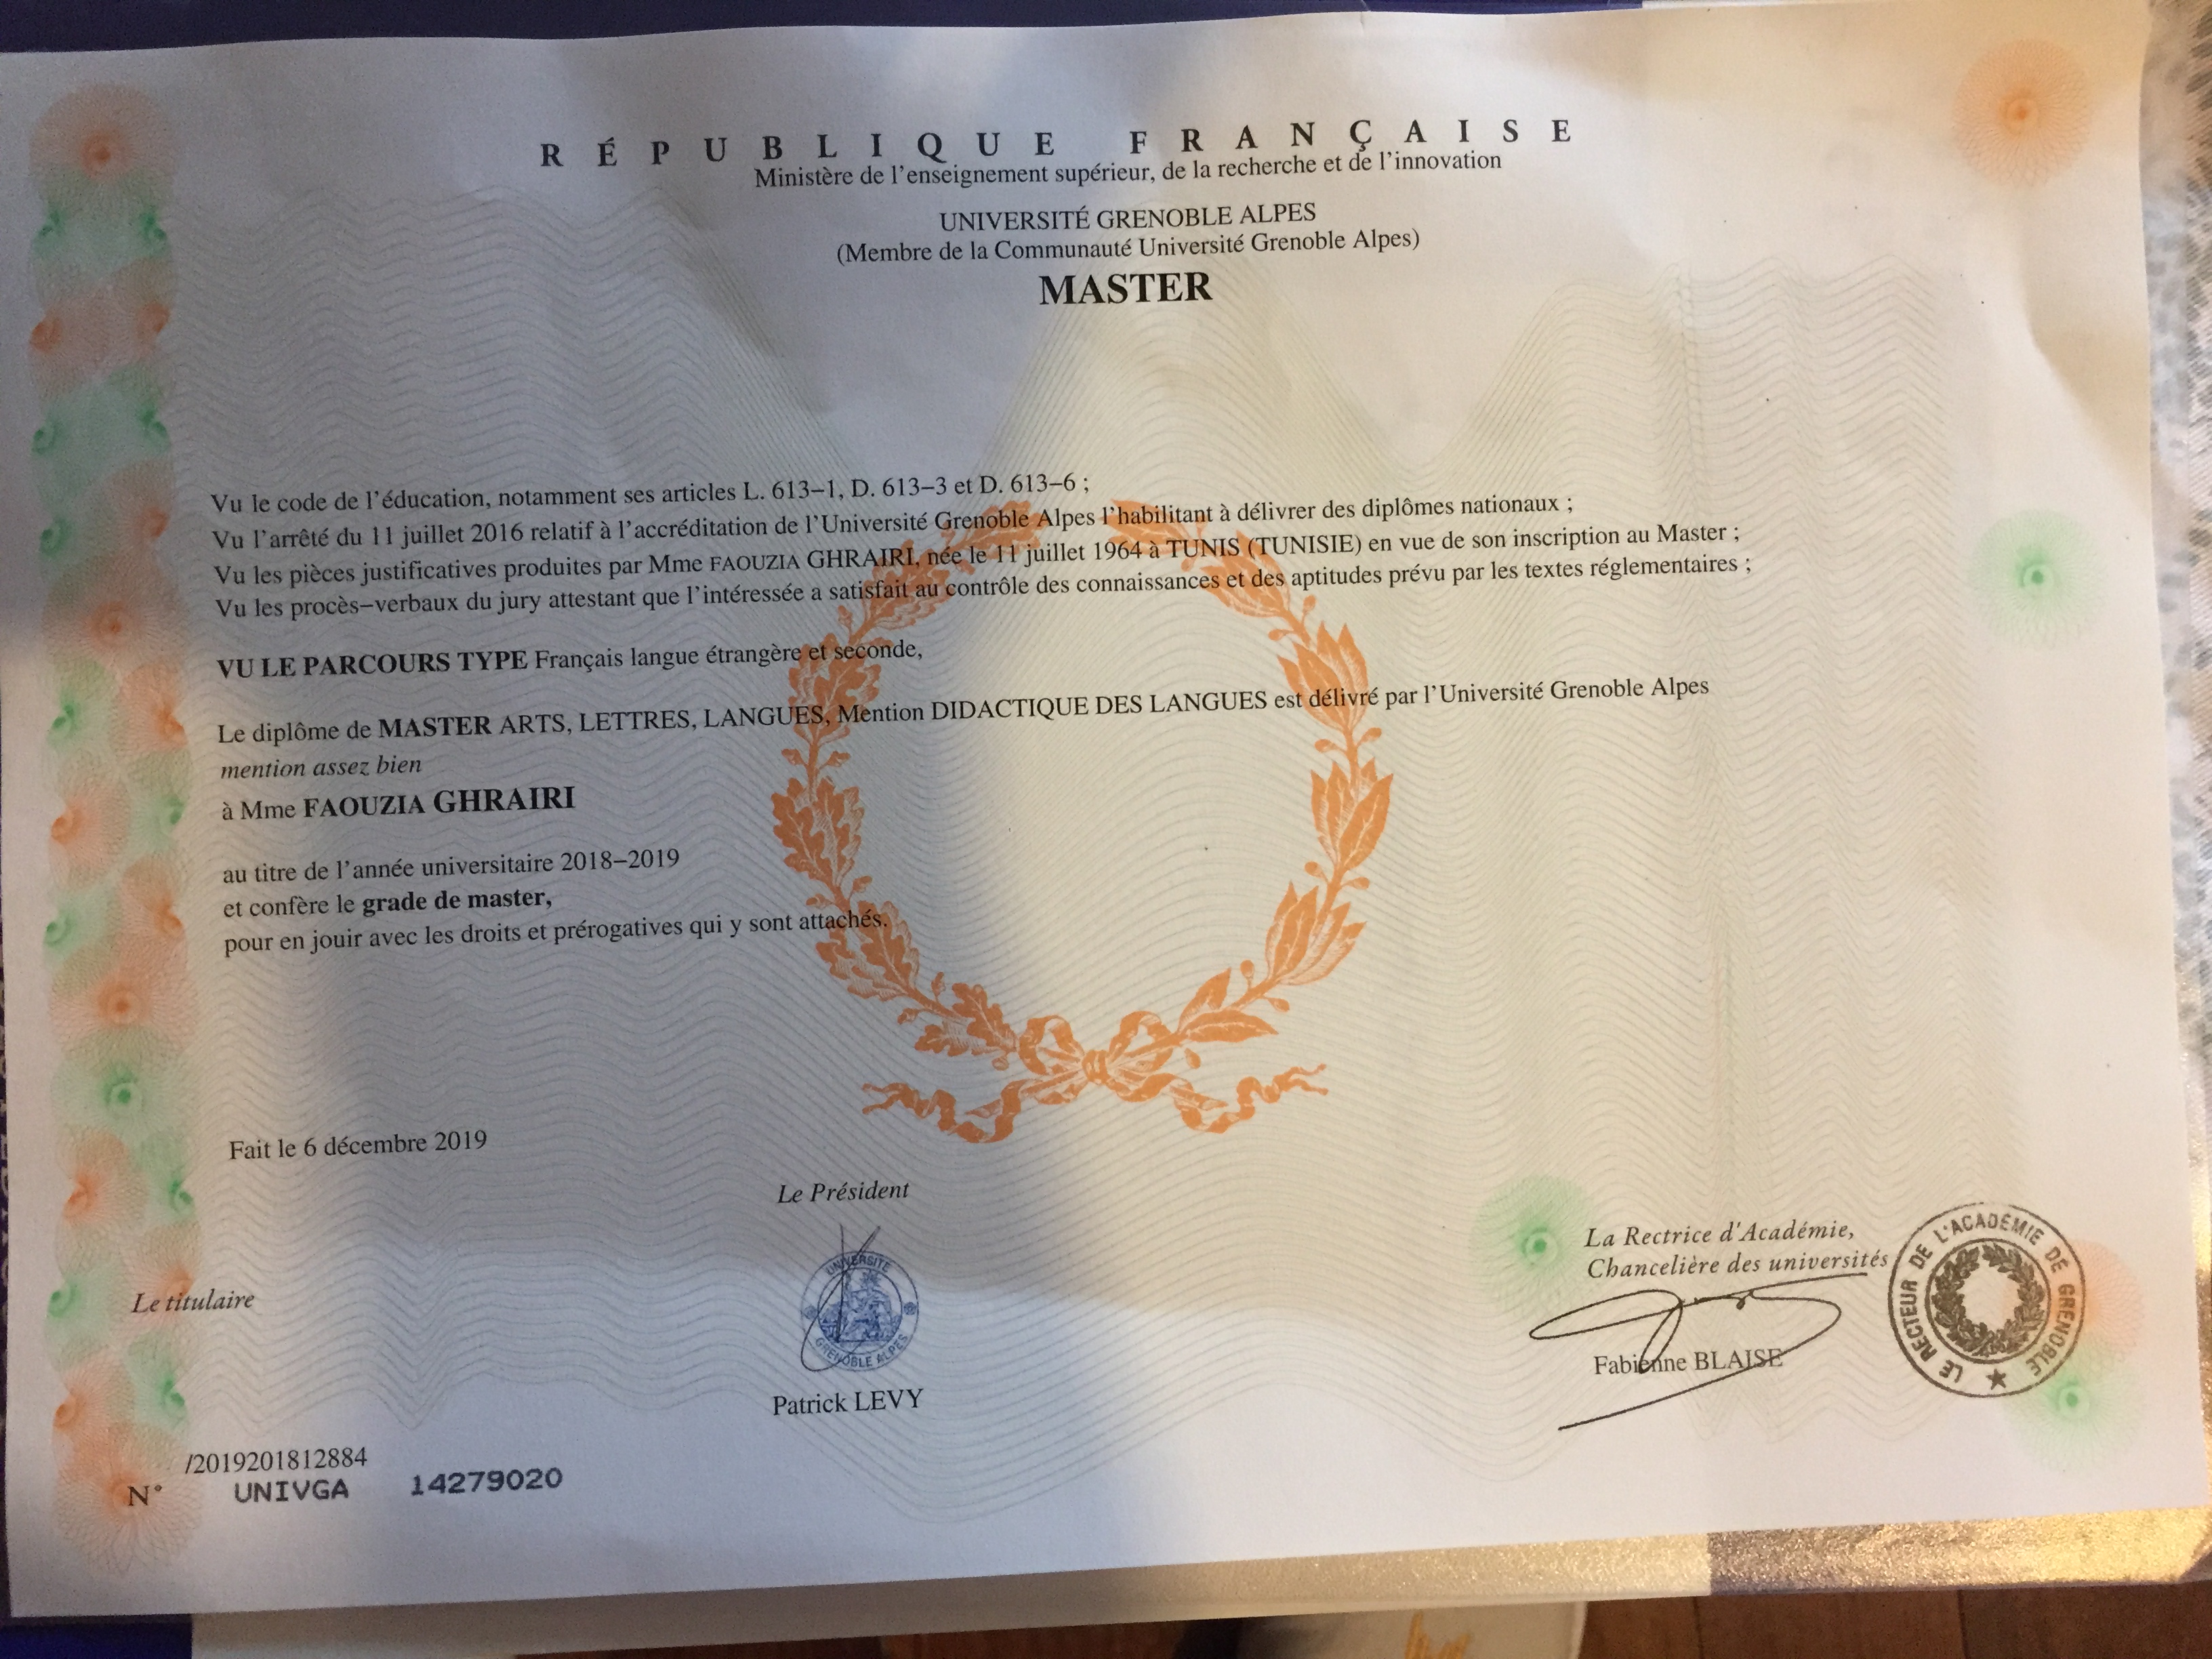 RÉPUBLIQUE FRANÇAISE
Ministère de l'enseignement supérieur, de la recherche et de l'innovation
UNIVERSITÉ GRENOBLE ALPES
(Membre de la Communauté Université Grenoble Alpes)
MASTER
Vu le code de l'éducation, notamment ses articles L. 613–1, D. 613–3 et D. 613–6 ;
Vu l'arrêté du 11 juillet 2016 relatif à l'accréditation de l'Université Grenoble Alpes l'habilitant à délivrer des diplômes nationaux ;
Vu les pièces justificatives produites par Mme FAOUZIA GHRAIRI, née le 11 juillet 1964 à TUNIS (TUNISIE) en vue de son inscription au Master ;
Vu les procès–verbaux du jury attestant que l'intéressée a satisfait au contrôle des connaissances et des aptitudes prévu par les textes réglementaires ;
VU LE PARCOURS TYPE Français langue étrangère et seconde,
Le diplôme de MASTER ARTS, LETTRES, LANGUES, Mention DIDACTIQUE DES LANGUES est délivré par l'Université Grenoble Alpes
mention assez bien
à Mme FAOUZIA GHRAIRI
au titre de l'année universitaire 2018–2019
et confère le grade de master,
pour en jouir avec les droits et prérogatives qui y sont attachés.
Fait le 6 décembre 2019
Le Président
UNIVERSITÉ GRENOBLE ALPES
Patrick LEVY
La Rectrice d'Académie,
Chancelière des universités
Fabienne BLAISE
LE RECTEUR DE L'ACADÉMIE DE GRENOBLE
Le titulaire
/2019201812884
N° UNIVGA 14279020